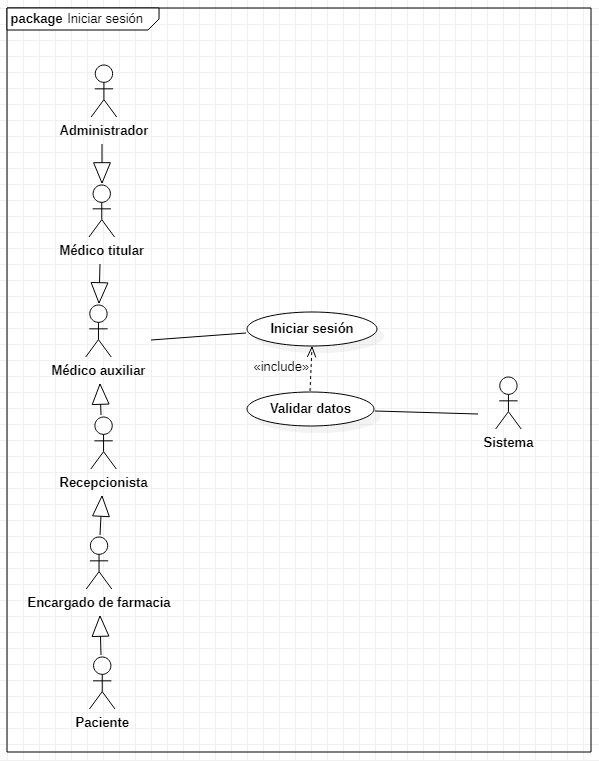 package Iniciar sesión
Administrador
Médico titular
Iniciar sesión
Médico auxiliar
«include»
Validar datos
Sistema
Recepcionista
Encargado de farmacia
Paciente